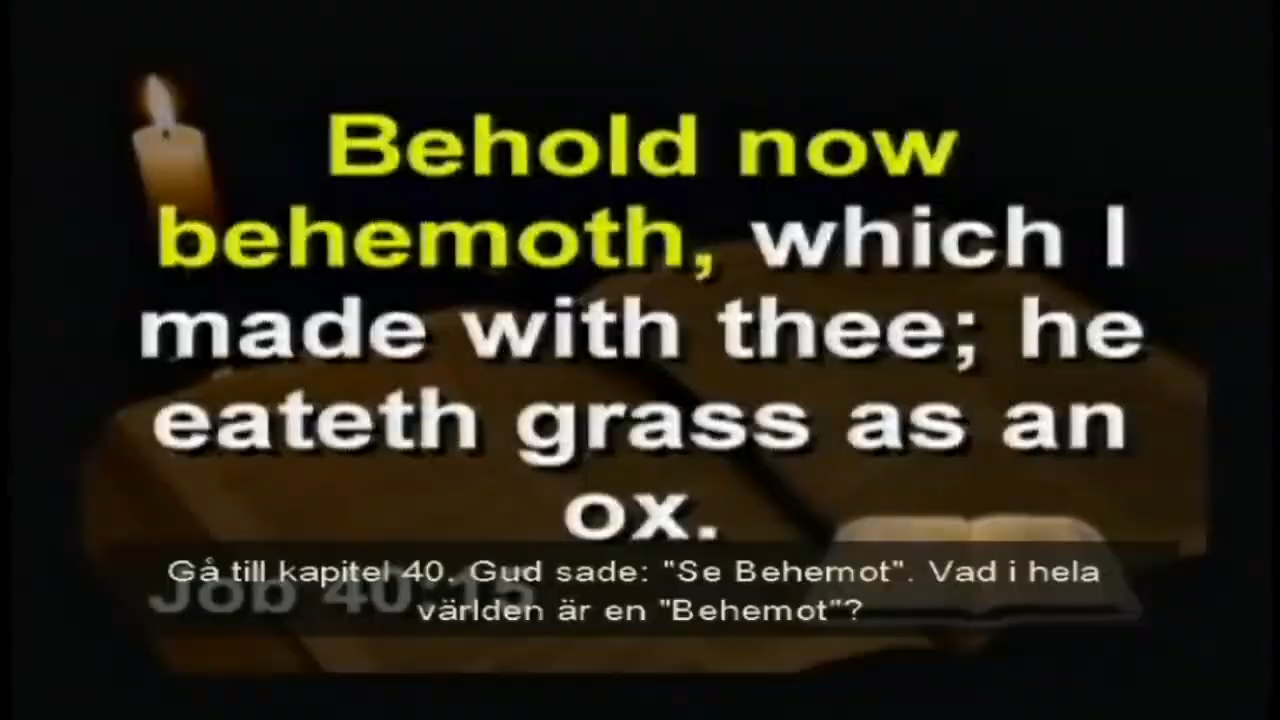 Behold now
behemoth, which I
made with thee; he
eateth grass as an
ox.
Gå till kapitel 40. Gud sade: "Se Behemot". Vad i hela
världen är en "Behemot"?
Job 40:15